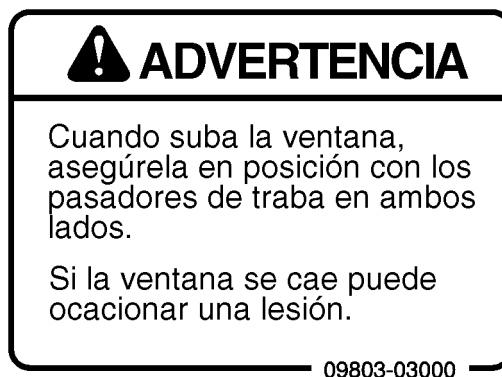 ADVERTENCIA
Cuando suba la ventana,
asegúrela en posición con los
pasadores de traba en ambos
lados.
Si la ventana se cae puede
ocacionar una lesión.
09803-03000